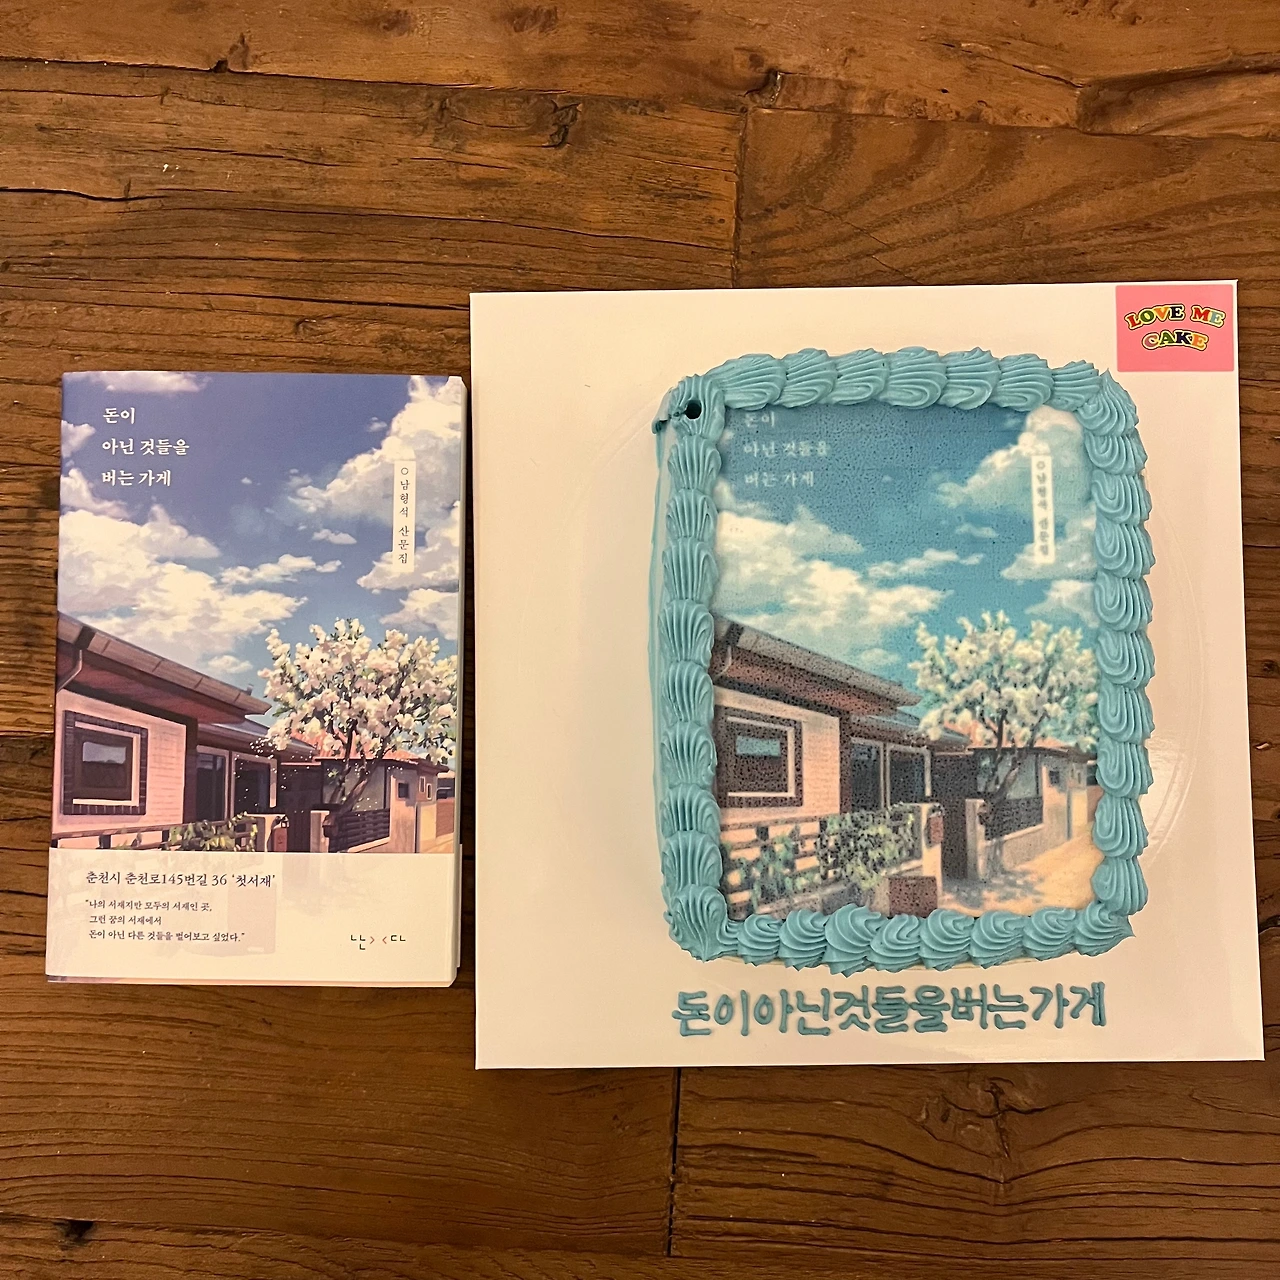 돈이
아닌 것들을
버는 가게
남형석 산문집
춘천시 춘천로145번길 36 '첫서재'
"나의 서재지만 모두의 서재인 곳,
그런 꿈의 서재에서
돈이 아닌 다른 것들을 벌어보고 싶었다."
난><다
LOVE ME
CAKE
돈이
아닌 것들을
버는 가게
남형석 산문집
돈이아닌것들을버는가게